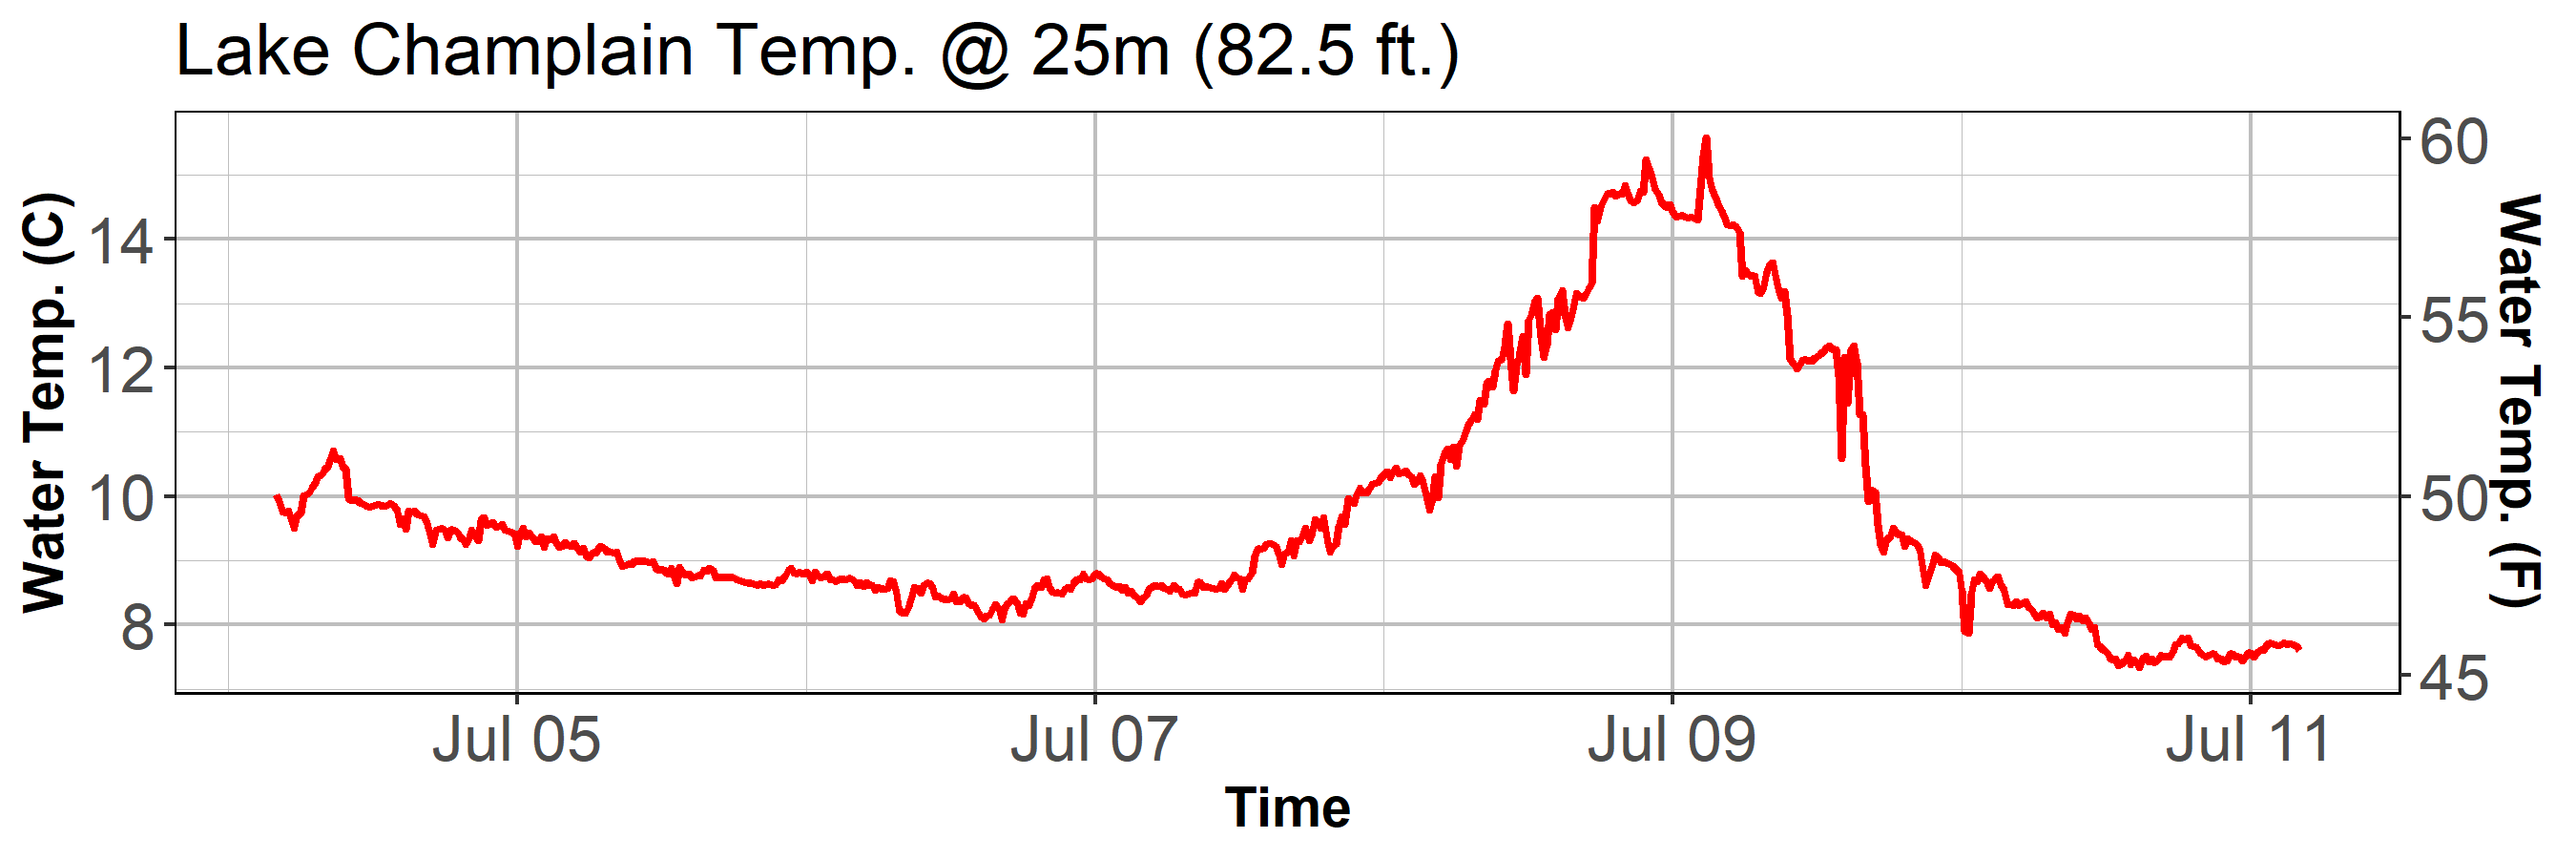 Lake Champlain Temp. @ 25m (82.5 ft.)
Water Temp. (C)
14
12
10
8
60
55
50
45
Water Temp. (F)
Jul 05
Jul 07
Jul 09
Jul 11
Time